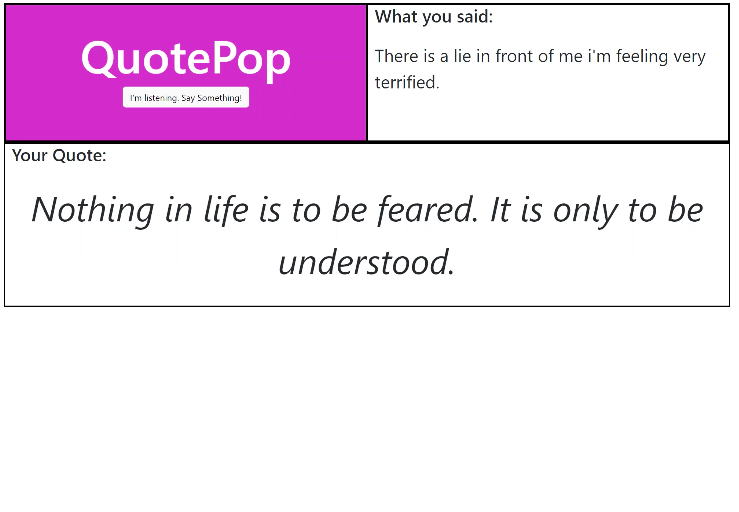 QuotePop
I'm listening. Say Something!
What you said:
There is a lie in front of me i'm feeling very
terrified.
Your Quote:
Nothing in life is to be feared. It is only to be
understood.